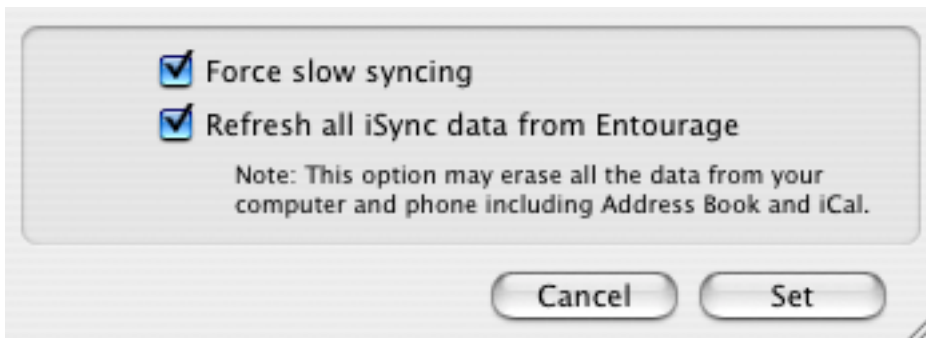 Force slow syncing
Refresh all iSync data from Entourage
Note: This option may erase all the data from your
computer and phone including Address Book and iCal.
Cancel Set